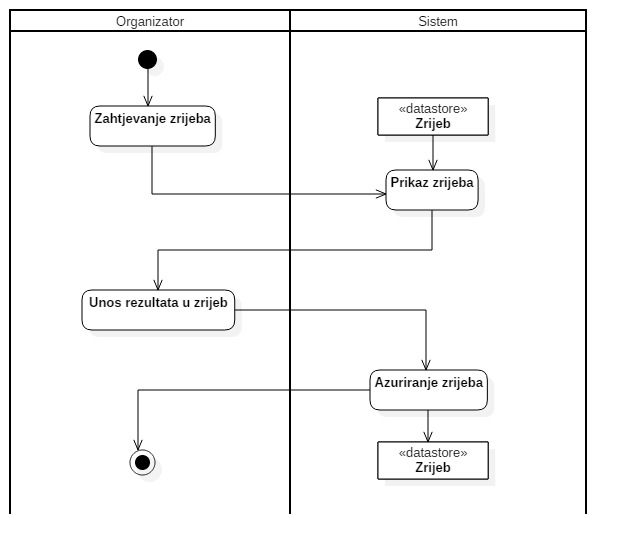 Organizator
Sistem
«datastore»
Zrijeb
Zahtjevanje zrijeba
Prikaz zrijeba
Unos rezultata u zrijeb
Azuriranje zrijeba
«datastore»
Zrijeb